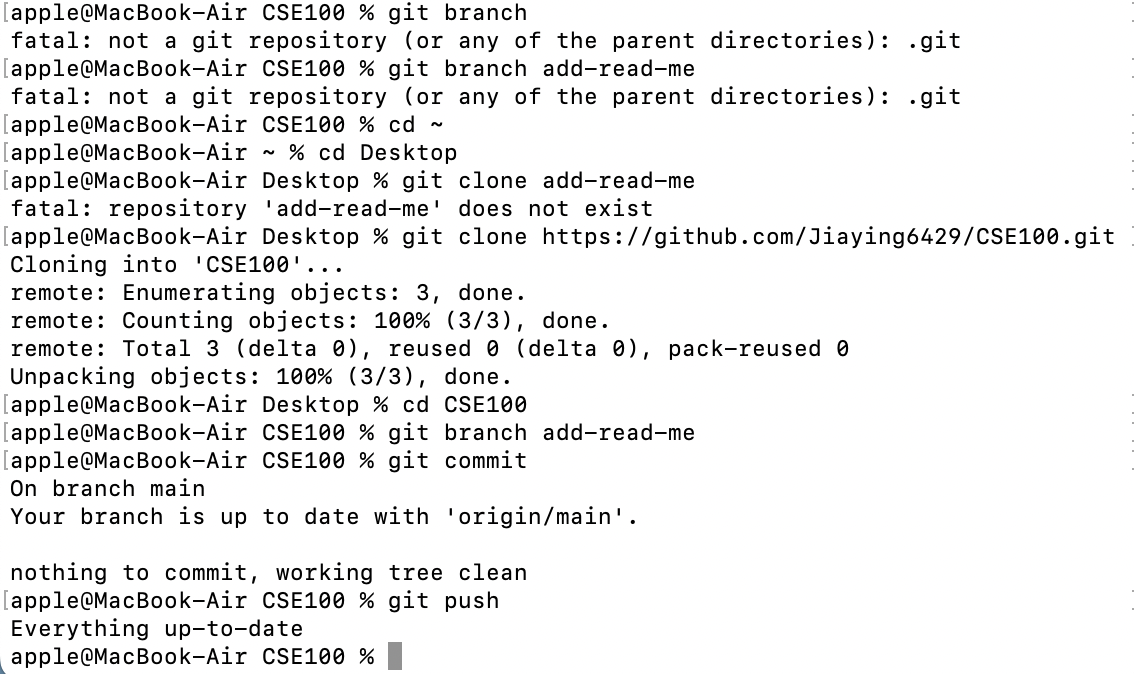 [apple@MacBook-Air CSE100 % git branch
fatal: not a git repository (or any of the parent directories): .git
[apple@MacBook-Air CSE100 % git branch add-read-me
fatal: not a git repository (or any of the parent directories): .git
[apple@MacBook-Air CSE100 % cd ~
[apple@MacBook-Air ~ % cd Desktop
[apple@MacBook-Air Desktop % git clone add-read-me
fatal: repository 'add-read-me' does not exist
[apple@MacBook-Air Desktop % git clone https://github.com/Jiaying6429/CSE100.git
Cloning into 'CSE100'...
remote: Enumerating objects: 3, done.
remote: Counting objects: 100% (3/3), done.
remote: Total 3 (delta 0), reused 0 (delta 0), pack-reused 0
Unpacking objects: 100% (3/3), done.
[apple@MacBook-Air Desktop % cd CSE100
[apple@MacBook-Air CSE100 % git branch add-read-me
[apple@MacBook-Air CSE100 % git commit
On branch main
Your branch is up to date with 'origin/main'.

nothing to commit, working tree clean
[apple@MacBook-Air CSE100 % git push
Everything up-to-date
apple@MacBook-Air CSE100 %